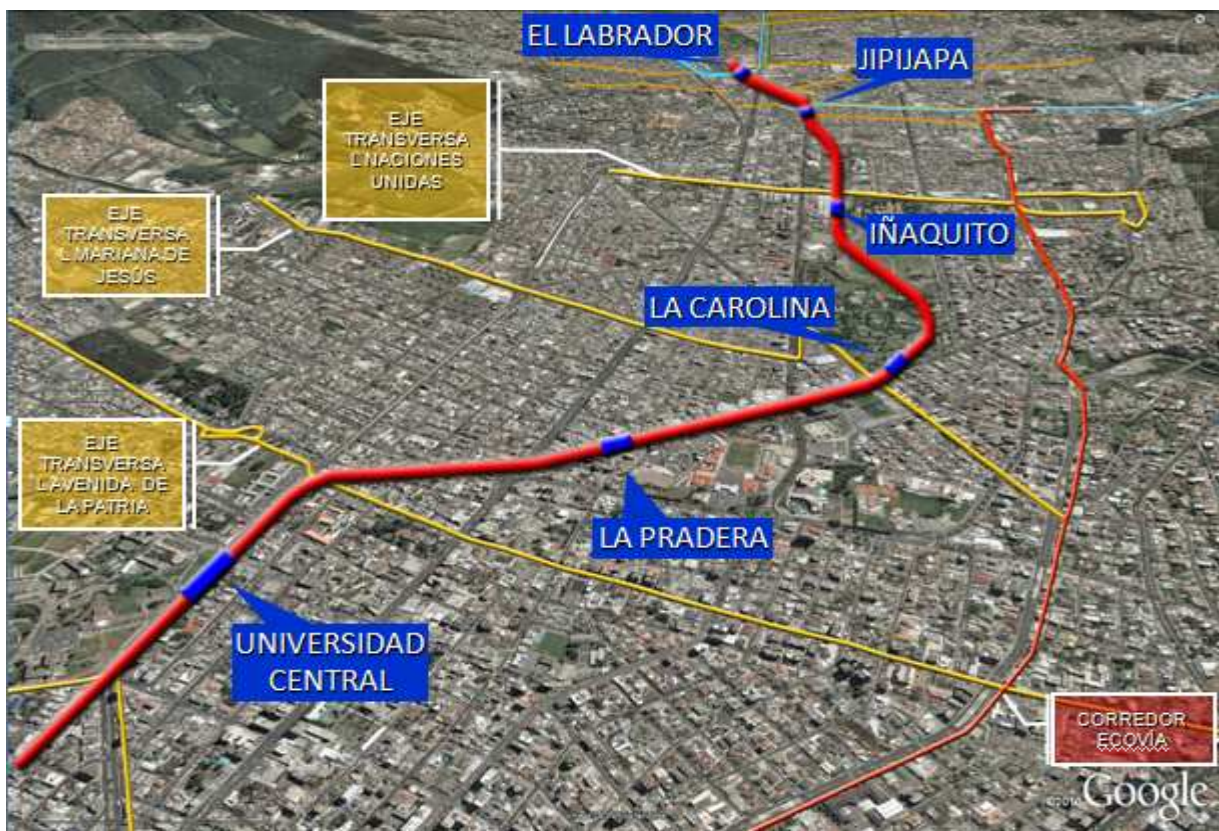 EL LABRADOR
JIPIJAPA
EJE
TRANSVERSA
L NACIONES
UNIDAS
EJE
TRANSVERSA
L MARIANA DE
JESÚS
IÑAQUITO
LA CAROLINA
EJE
TRANSVERSA
L AVENIDA DE
LA PATRIA
LA PRADERA
UNIVERSIDAD
CENTRAL
CORREDOR
ECOVÍA
©2010 Google